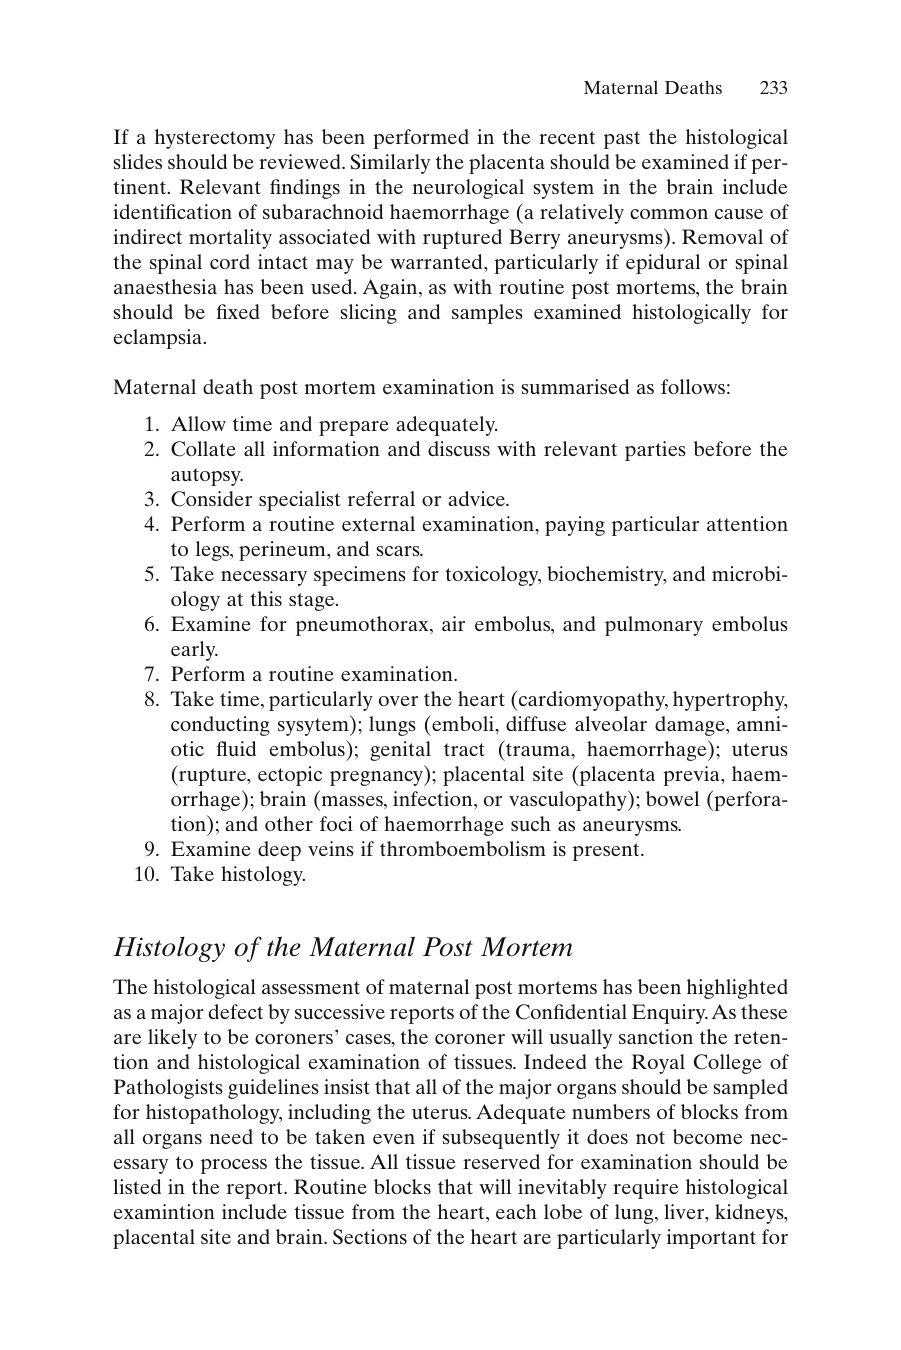 Maternal Deaths 233
If a hysterectomy has been performed in the recent past the histological
slides should be reviewed. Similarly the placenta should be examined if per-
tinent. Relevant findings in the neurological system in the brain include
identification of subarachnoid haemorrhage (a relatively common cause of
indirect mortality associated with ruptured Berry aneurysms). Removal of
the spinal cord intact may be warranted, particularly if epidural or spinal
anaesthesia has been used. Again, as with routine post mortems, the brain
should be fixed before slicing and samples examined histologically for
eclampsia.
Maternal death post mortem examination is summarised as follows:
1. Allow time and prepare adequately.
2. Collate all information and discuss with relevant parties before the
autopsy.
3. Consider specialist referral or advice.
4. Perform a routine external examination, paying particular attention
to legs, perineum, and scars.
5. Take necessary specimens for toxicology, biochemistry, and microbi-
ology at this stage.
6. Examine for pneumothorax, air embolus, and pulmonary embolus
early.
7. Perform a routine examination.
8. Take time, particularly over the heart (cardiomyopathy, hypertrophy,
conducting sysytem); lungs (emboli, diffuse alveolar damage, amni-
otic fluid embolus); genital tract (trauma, haemorrhage); uterus
(rupture, ectopic pregnancy); placental site (placenta previa, haem-
orrhage); brain (masses, infection, or vasculopathy); bowel (perfora-
tion); and other foci of haemorrhage such as aneurysms.
9. Examine deep veins if thromboembolism is present.
10. Take histology.
Histology of the Maternal Post Mortem
The histological assessment of maternal post mortems has been highlighted
as a major defect by successive reports of the Confidential Enquiry. As these
are likely to be coroners’ cases, the coroner will usually sanction the reten-
tion and histological examination of tissues. Indeed the Royal College of
Pathologists guidelines insist that all of the major organs should be sampled
for histopathology, including the uterus. Adequate numbers of blocks from
all organs need to be taken even if subsequently it does not become nec-
essary to process the tissue. All tissue reserved for examination should be
listed in the report. Routine blocks that will inevitably require histological
examintion include tissue from the heart, each lobe of lung, liver, kidneys,
placental site and brain. Sections of the heart are particularly important for